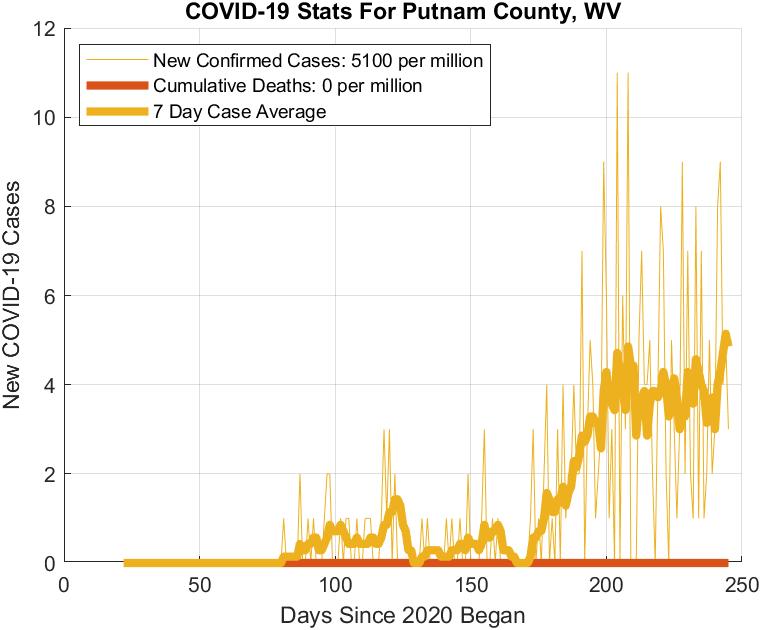 COVID-19 Stats For Putnam County, WV
12
10
8
6
4
2
0
New COVID-19 Cases
New Confirmed Cases: 5100 per million
Cumulative Deaths: 0 per million
7 Day Case Average
0 50 100 150 200 250
Days Since 2020 Began